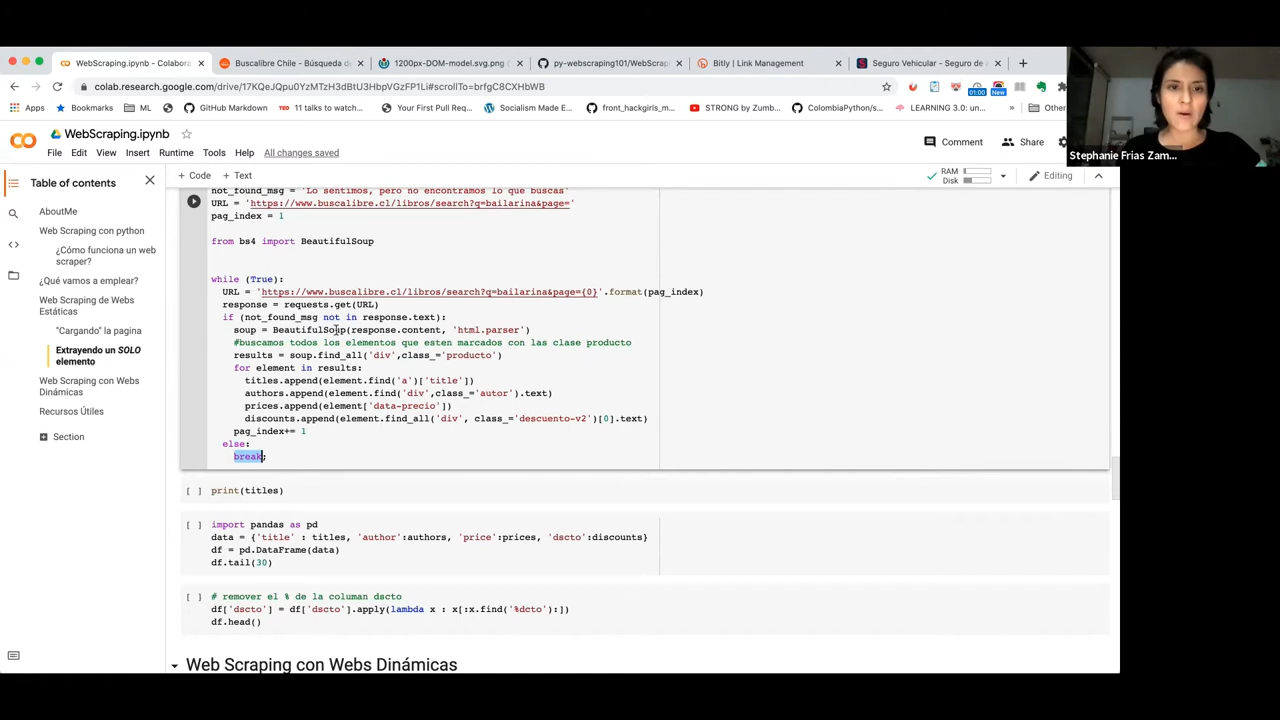 WebScraping.ipynb - Colabora
Buscalibre Chile - Búsqueda d
1200px-DOM-model.svg.png
py-webscraping101/WebScrap
Bitly | Link Management
Seguro Vehicular - Seguro de A
colab.research.google.com/drive/17KQeJQpu0YzMTzH3dBtU3HbpVGzFP1Li#scrollTo=brfgC8CXHbWB
01:00
New
Apps
Bookmarks
ML
GitHub Markdown
11 talks to watch...
Your First Pull Req...
Socialism Made E...
front_hackgirls_m...
STRONG by Zumb...
ColombiaPython/s...
LEARNING 3.0: un...
»
Other
WebScraping.ipynb
File Edit View Insert Runtime Tools Help All changes saved
Comment
Share
Stephanie Frias Zam...
Table of contents
+ Code + Text
RAM
Disk
Editing
AboutMe
Web Scraping con python
¿Cómo funciona un web
scraper?
¿Qué vamos a emplear?
Web Scraping de Webs
Estáticas
"Cargando" la pagina
Extrayendo un SOLO
elemento
Web Scraping con Webs
Dinámicas
Recursos Útiles
Section
not_found_msg = 'Lo sentimos, pero no encontramos lo que buscas'
URL = 'https://www.buscalibre.cl/libros/search?q=bailarina&page='
pag_index = 1
from bs4 import BeautifulSoup
while (True):
URL = 'https://www.buscalibre.cl/libros/search?q=bailarina&page={0}'.format(pag_index)
response = requests.get(URL)
if (not_found_msg not in response.text):
soup = BeautifulSoup(response.content, 'html.parser')
#buscamos todos los elementos que esten marcados con las clase producto
results = soup.find_all('div',class_='producto')
for element in results:
titles.append(element.find('a')['title'])
authors.append(element.find('div',class_='autor').text)
prices.append(element['data-precio'])
discounts.append(element.find_all('div', class_='descuento-v2')[0].text)
pag_index+= 1
else:
break;
[ ] print(titles)
[ ] import pandas as pd
data = {'title' : titles, 'author':authors, 'price':prices, 'dscto':discounts}
df = pd.DataFrame(data)
df.tail(30)
[ ] # remover el % de la columan dscto
df['dscto'] = df['dscto'].apply(lambda x : x[:x.find('%dcto'):])
df.head()
Web Scraping con Webs Dinámicas